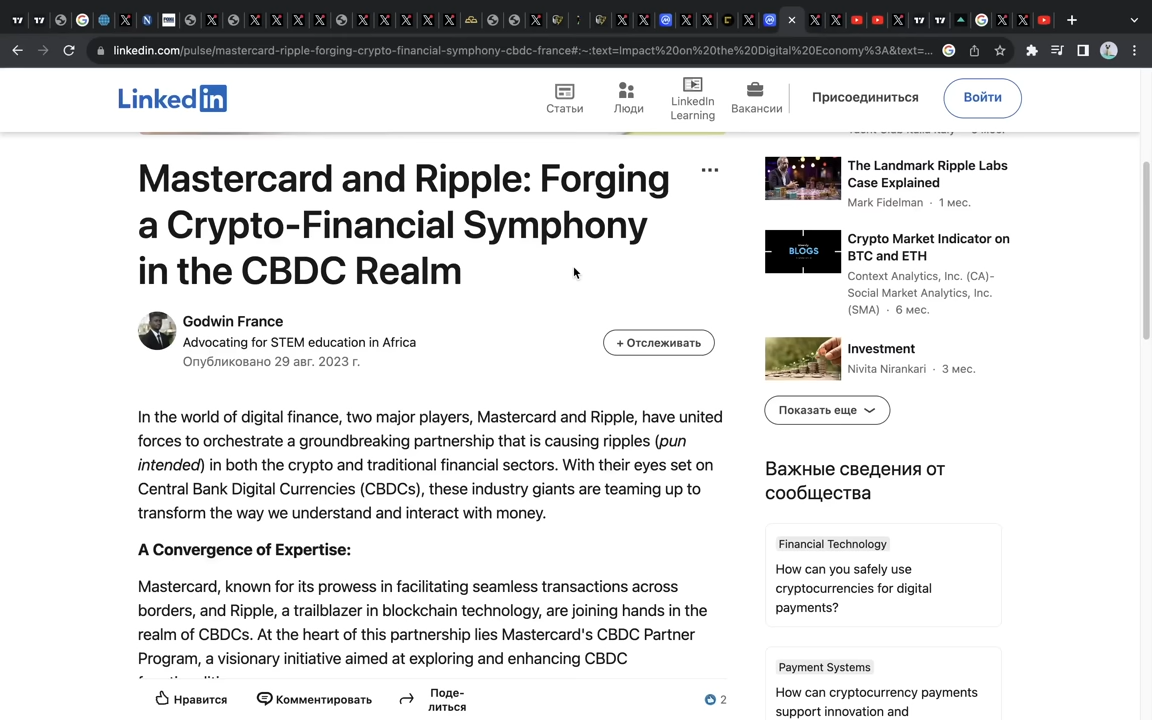 linkedin.com/pulse/mastercard-ripple-forging-crypto-financial-symphony-cbdc-france#:~:text=Impact%20on%20the%20Digital%20Economy%3A&text=...
Linked in
Статьи
Люди
LinkedIn
Learning
Вакансии
Присоединиться
Войти
Mastercard and Ripple: Forging
a Crypto-Financial Symphony
in the CBDC Realm
...
Godwin France
Advocating for STEM education in Africa
Опубликовано 29 авг. 2023 г.
+ Отслеживать
In the world of digital finance, two major players, Mastercard and Ripple, have united
forces to orchestrate a groundbreaking partnership that is causing ripples (pun
intended) in both the crypto and traditional financial sectors. With their eyes set on
Central Bank Digital Currencies (CBDCs), these industry giants are teaming up to
transform the way we understand and interact with money.
A Convergence of Expertise:
Mastercard, known for its prowess in facilitating seamless transactions across
borders, and Ripple, a trailblazer in blockchain technology, are joining hands in the
realm of CBDCs. At the heart of this partnership lies Mastercard's CBDC Partner
Program, a visionary initiative aimed at exploring and enhancing CBDC
Нравится
Комментировать
Поде-
литься
2
The Landmark Ripple Labs
Case Explained
Mark Fidelman · 1 мес.
BLOGS
Crypto Market Indicator on
BTC and ETH
Context Analytics, Inc. (CA)-
Social Market Analytics, Inc.
(SMA) · 6 мес.
Investment
Nivita Nirankari · 3 мес.
Показать еще
Важные сведения от
сообщества
Financial Technology
How can you safely use
cryptocurrencies for digital
payments?
Payment Systems
How can cryptocurrency payments
support innovation and